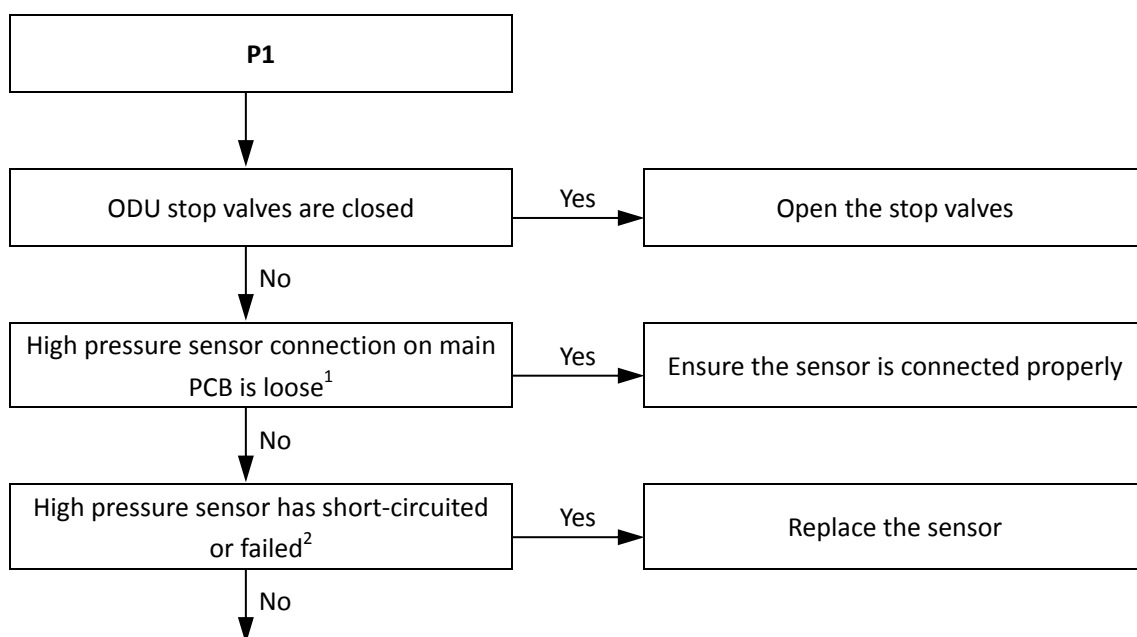 P1
ODU stop valves are closed
Yes
Open the stop valves
No
High pressure sensor connection on main
PCB is loose1
Yes
Ensure the sensor is connected properly
No
High pressure sensor has short-circuited
or failed2
Yes
Replace the sensor
No